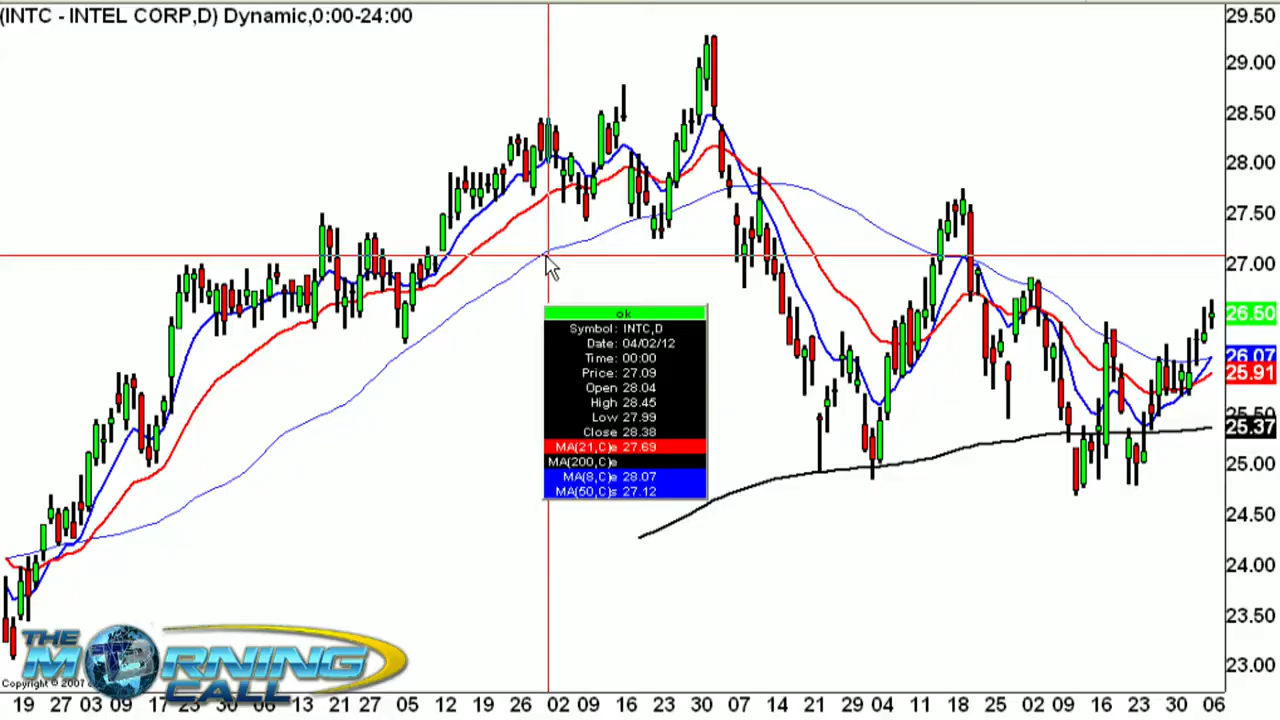 (INTC - INTEL CORP,D) Dynamic,0:00-24:00
29.50
29.00
28.50
28.00
27.50
27.00
26.50
26.07
25.91
25.50
25.37
25.00
24.50
24.00
23.50
23.00
ok
Symbol: INTC,D
Date: 04/02/12
Time: 00:00
Price: 27.09
Open 28.04
High 28.45
Low 27.99
Close 28.38
MA(21,C)e 27.69
MA(200,C)s
MA(8,C)e 28.07
MA(50,C)s 27.12
THE
MORNING
CALL
Copyright © 2007
19 27 03 09 17 23 30 06 13 21 27 05 12 19 26 02 09 16 23 30 07 14 21 29 04 11 18 25 02 09 16 23 30 06